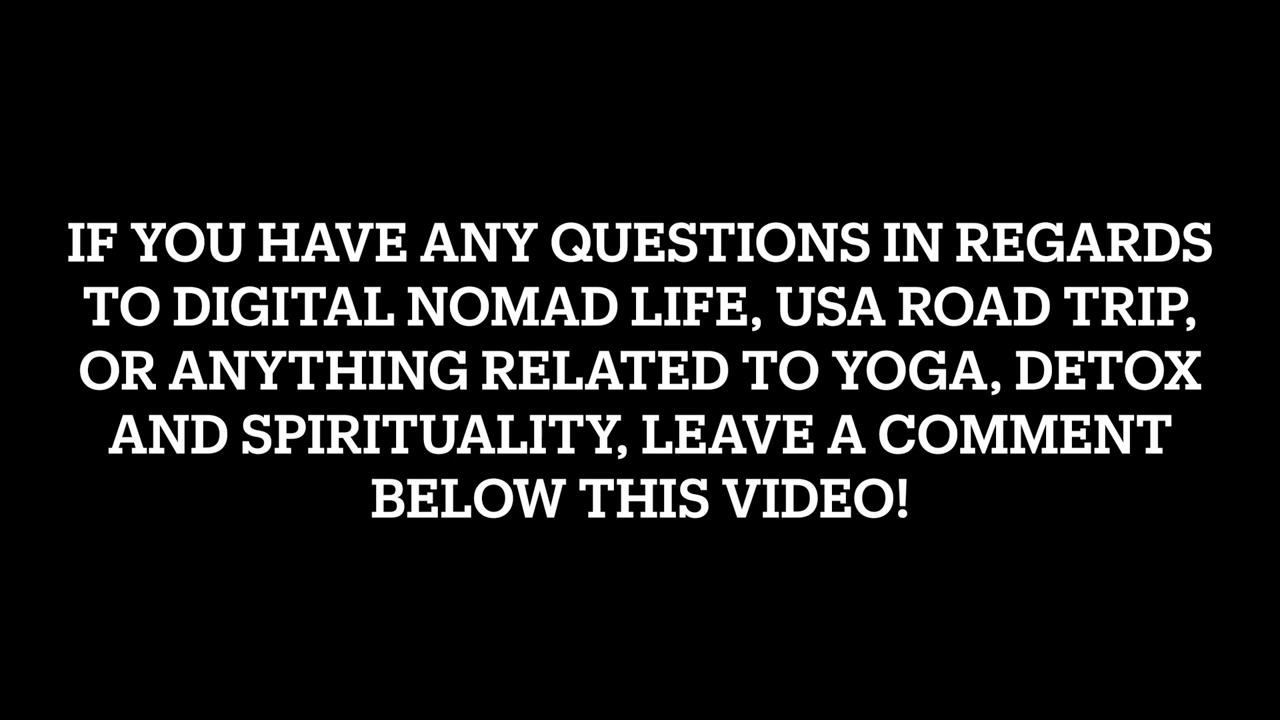 IF YOU HAVE ANY QUESTIONS IN REGARDS
TO DIGITAL NOMAD LIFE, USA ROAD TRIP,
OR ANYTHING RELATED TO YOGA, DETOX
AND SPIRITUALITY, LEAVE A COMMENT
BELOW THIS VIDEO!